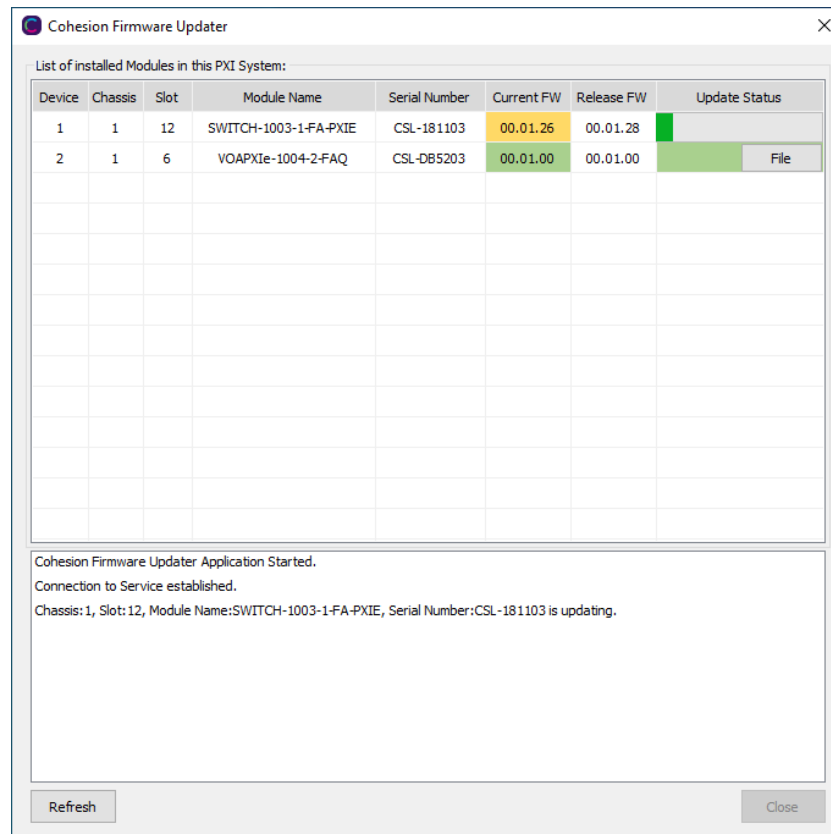 Cohesion Firmware Updater
List of installed Modules in this PXI System:
Device Chassis Slot Module Name Serial Number Current FW Release FW Update Status
1 1 12 SWITCH-1003-1-FA-PXIE CSL-181103 00.01.26 00.01.28
2 1 6 VOAPXIe-1004-2-FAQ CSL-DB5203 00.01.00 00.01.00 File
Cohesion Firmware Updater Application Started.
Connection to Service established.
Chassis:1, Slot:12, Module Name:SWITCH-1003-1-FA-PXIE, Serial Number:CSL-181103 is updating.
Refresh Close